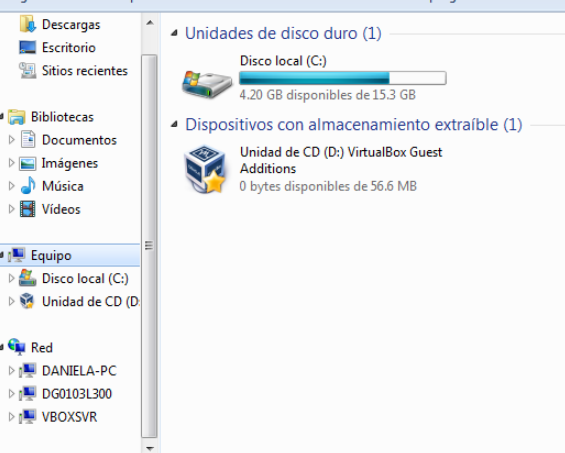 Descargas
Escritorio
Sitios recientes
Bibliotecas
Documentos
Imágenes
Música
Vídeos
Equipo
Disco local (C:)
Unidad de CD (D:
Red
DANIELA-PC
DG0103L300
VBOXSVR
Unidades de disco duro (1)
Disco local (C:)
4.20 GB disponibles de 15.3 GB
Dispositivos con almacenamiento extraíble (1)
Unidad de CD (D:) VirtualBox Guest
Additions
0 bytes disponibles de 56.6 MB